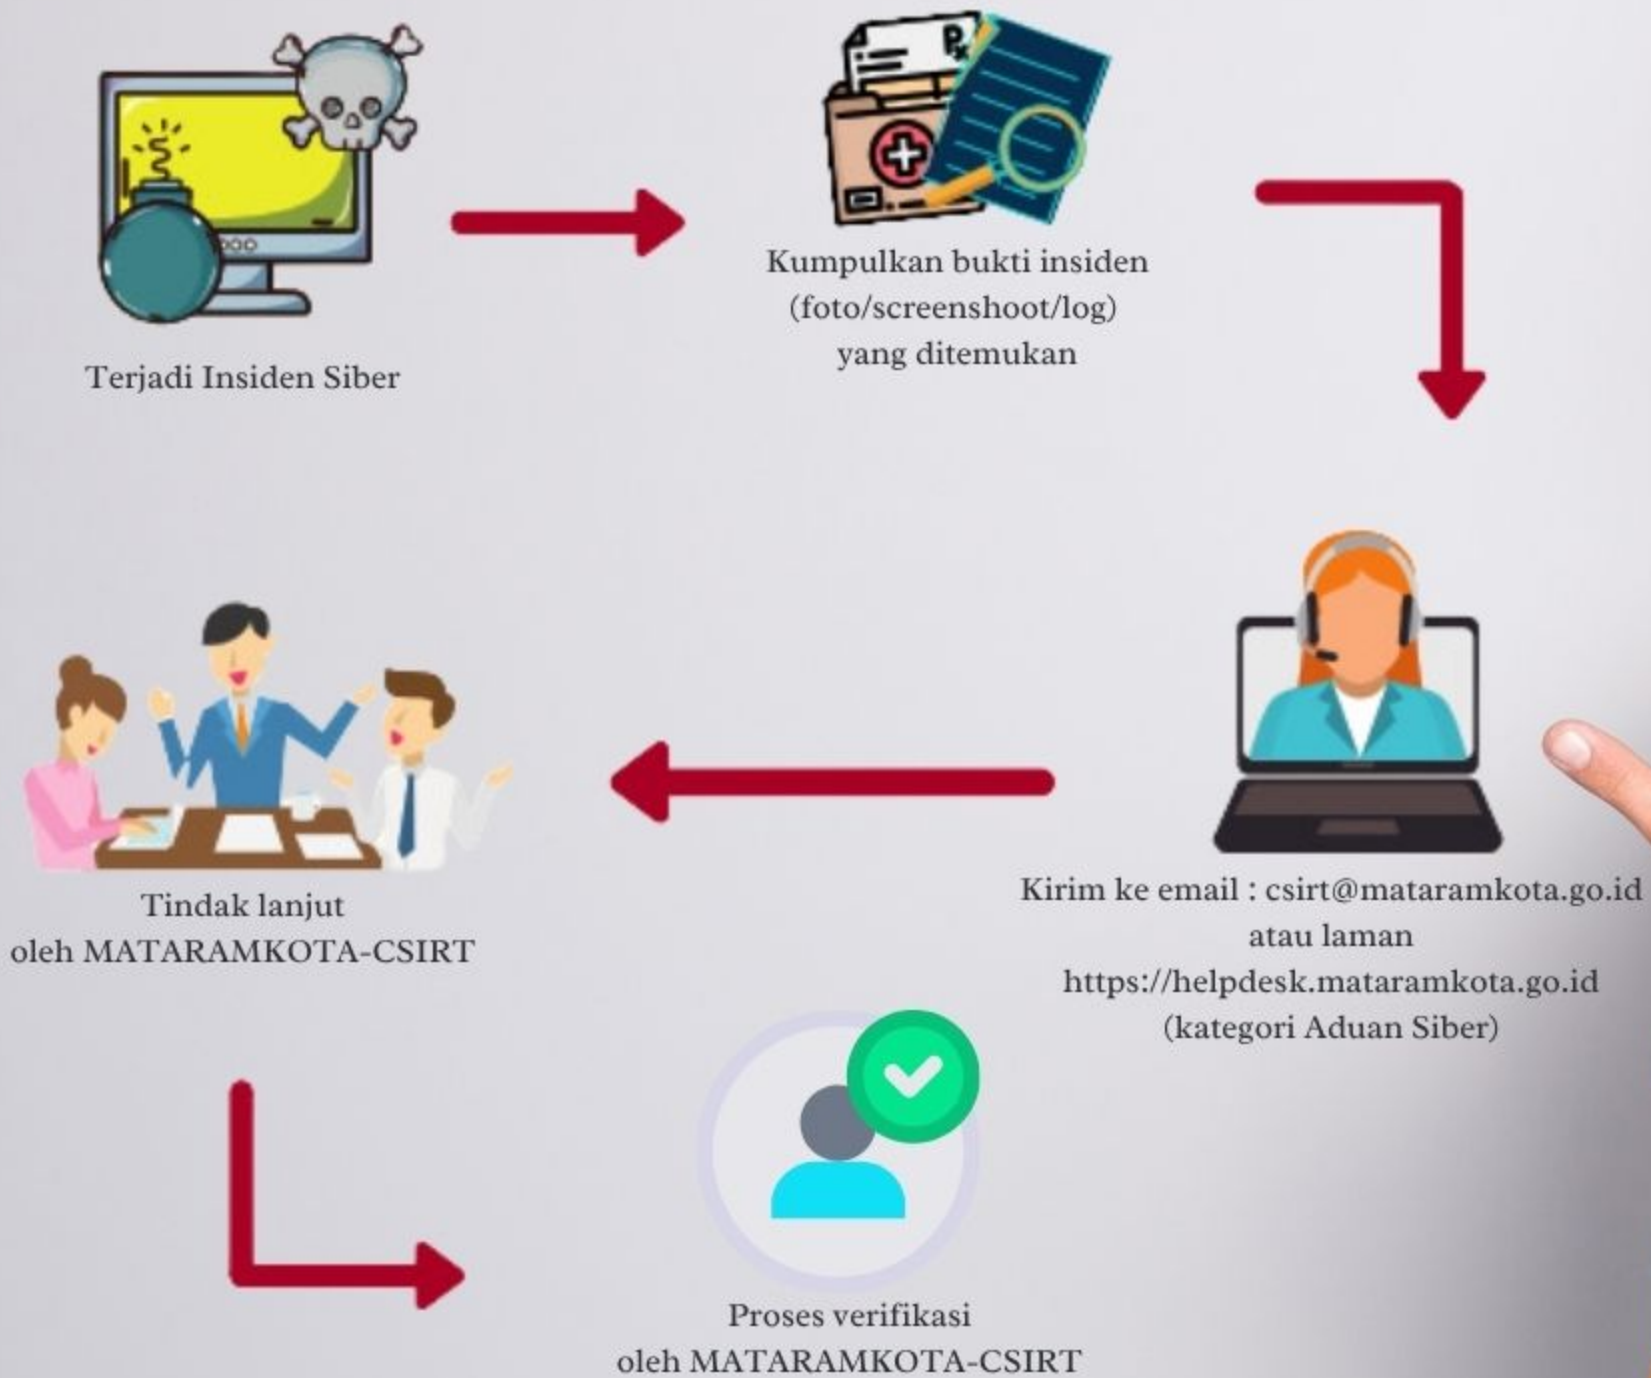 Terjadi Insiden Siber
Kumpulkan bukti insiden
(foto/screenshoot/log)
yang ditemukan
Kirim ke email : csirt@mataramkota.go.id
atau laman
https://helpdesk.mataramkota.go.id
(kategori Aduan Siber)
Tindak lanjut
oleh MATARAMKOTA-CSIRT
Proses verifikasi
oleh MATARAMKOTA-CSIRT